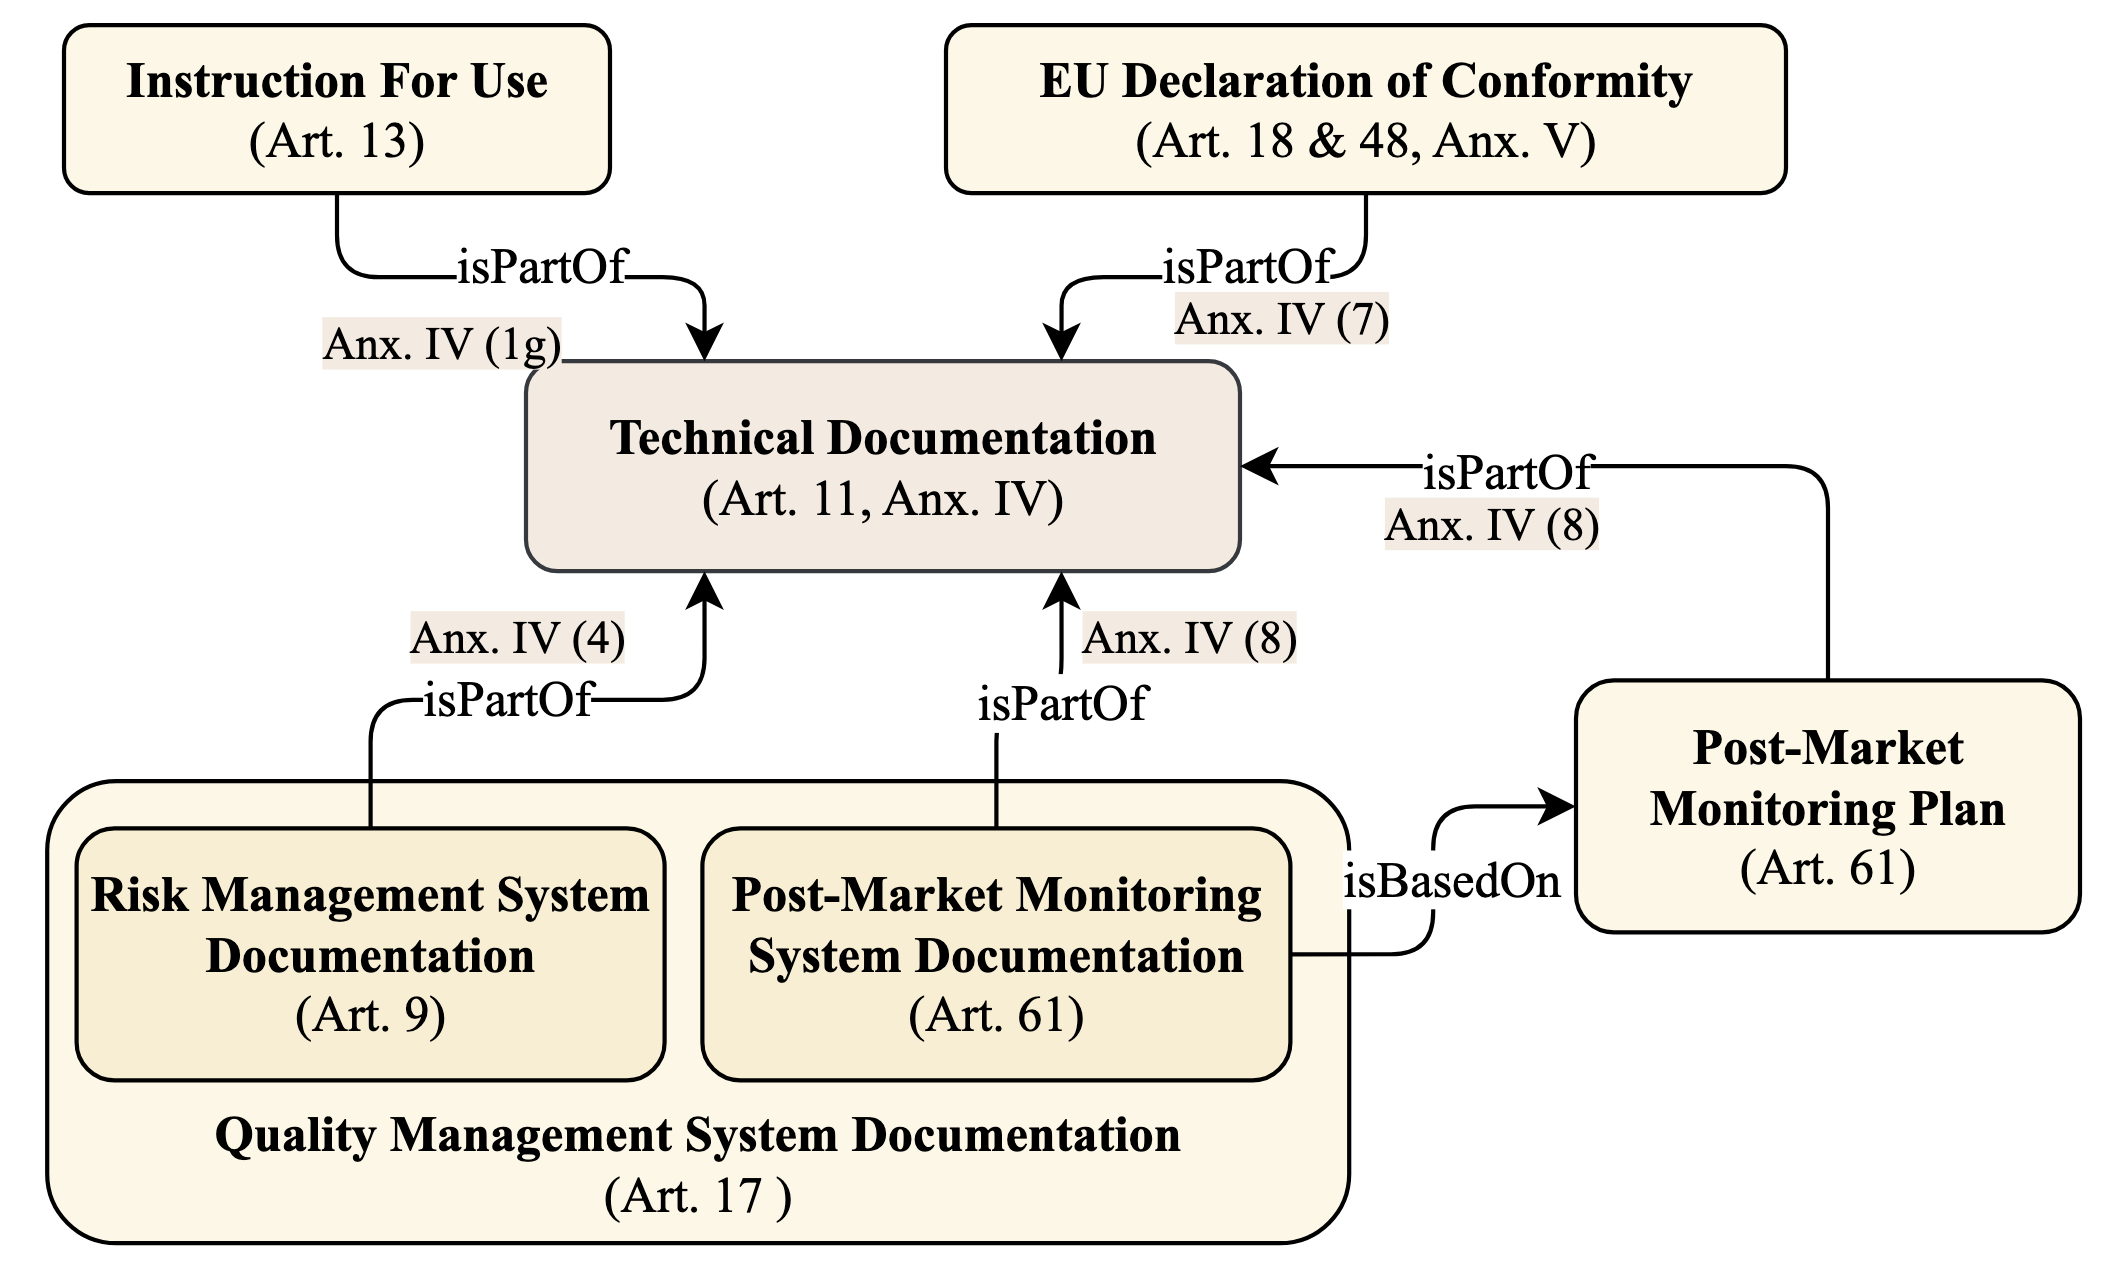 Instruction For Use
(Art. 13)
EU Declaration of Conformity
(Art. 18 & 48, Anx. V)
isPartOf
Anx. IV (1g)
isPartOf
Anx. IV (7)
Technical Documentation
(Art. 11, Anx. IV)
isPartOf
Anx. IV (8)
Anx. IV (4)
isPartOf
Anx. IV (8)
isPartOf
Post-Market
Monitoring Plan
(Art. 61)
Risk Management System
Documentation
(Art. 9)
Post-Market Monitoring
System Documentation
(Art. 61)
isBasedOn
Quality Management System Documentation
(Art. 17 )